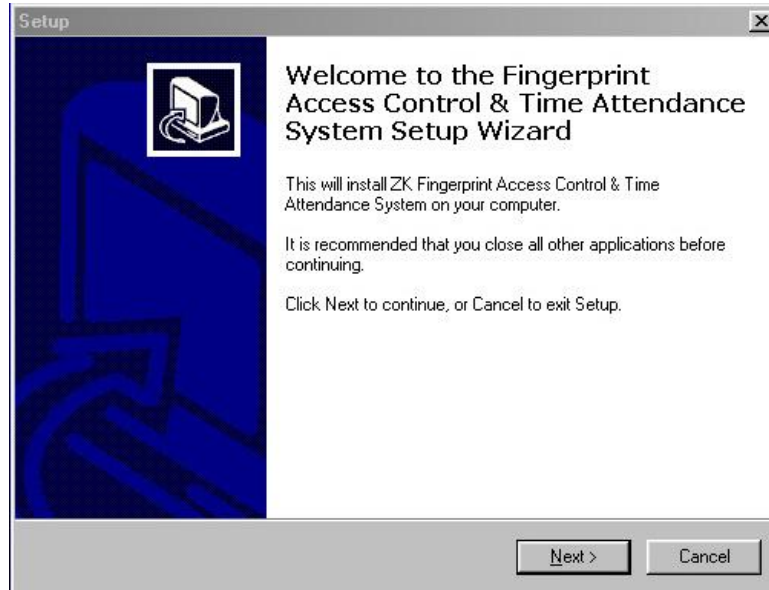 Setup
Welcome to the Fingerprint
Access Control & Time Attendance
System Setup Wizard
This will install ZK Fingerprint Access Control & Time
Attendance System on your computer.
It is recommended that you close all other applications before
continuing.
Click Next to continue, or Cancel to exit Setup.
Next > Cancel